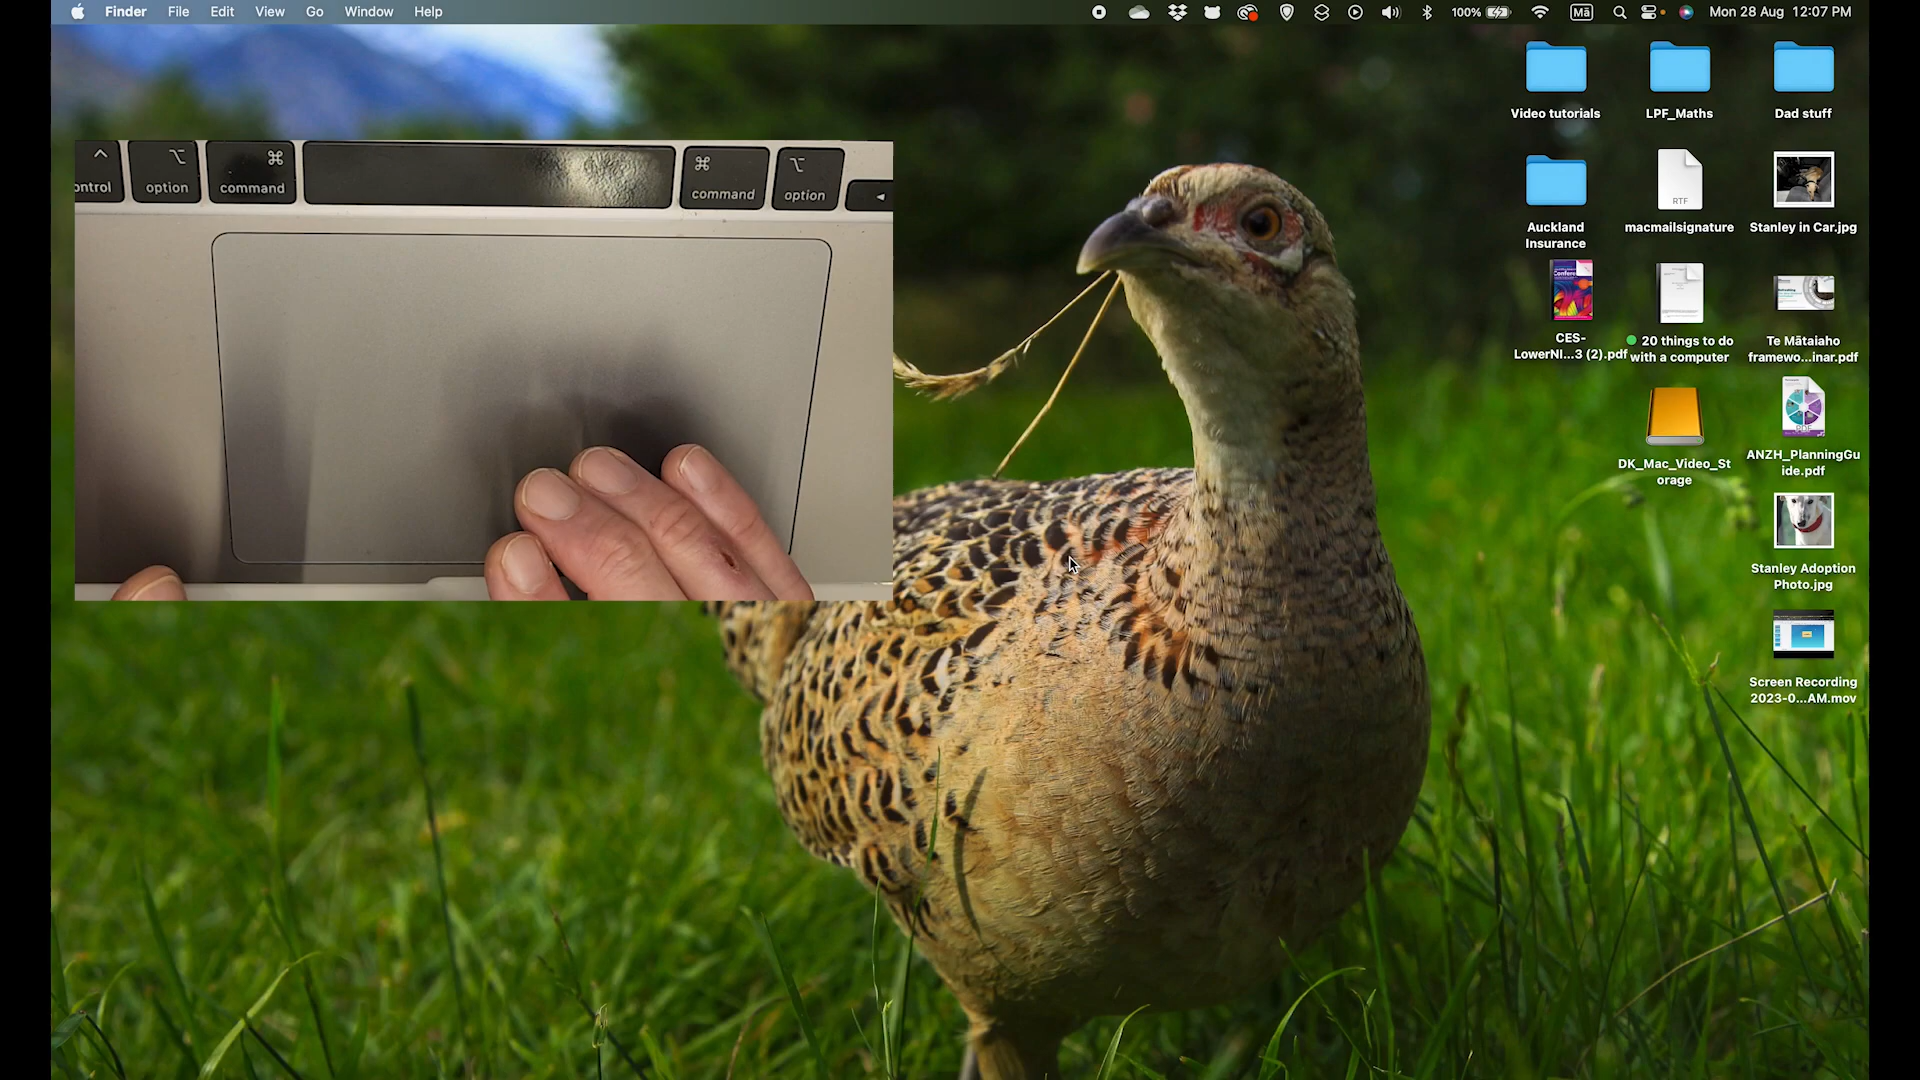 Finder File Edit View Go Window Help 100% Mā Mon 28 Aug 12:07 PM
Video tutorials
LPF_Maths
Dad stuff
^
⌥
⌘
⌘
⌥
ontrol
option
command
command
option
◂
Auckland
Insurance
RTF
macmailsignature
Stanley in Car.jpg
CES-
LowerNI...3 (2).pdf
20 things to do
with a computer
Te Mātaiaho
framewo...inar.pdf
DK_Mac_Video_St
orage
ANZH_PlanningGu
ide.pdf
Stanley Adoption
Photo.jpg
Screen Recording
2023-0...AM.mov